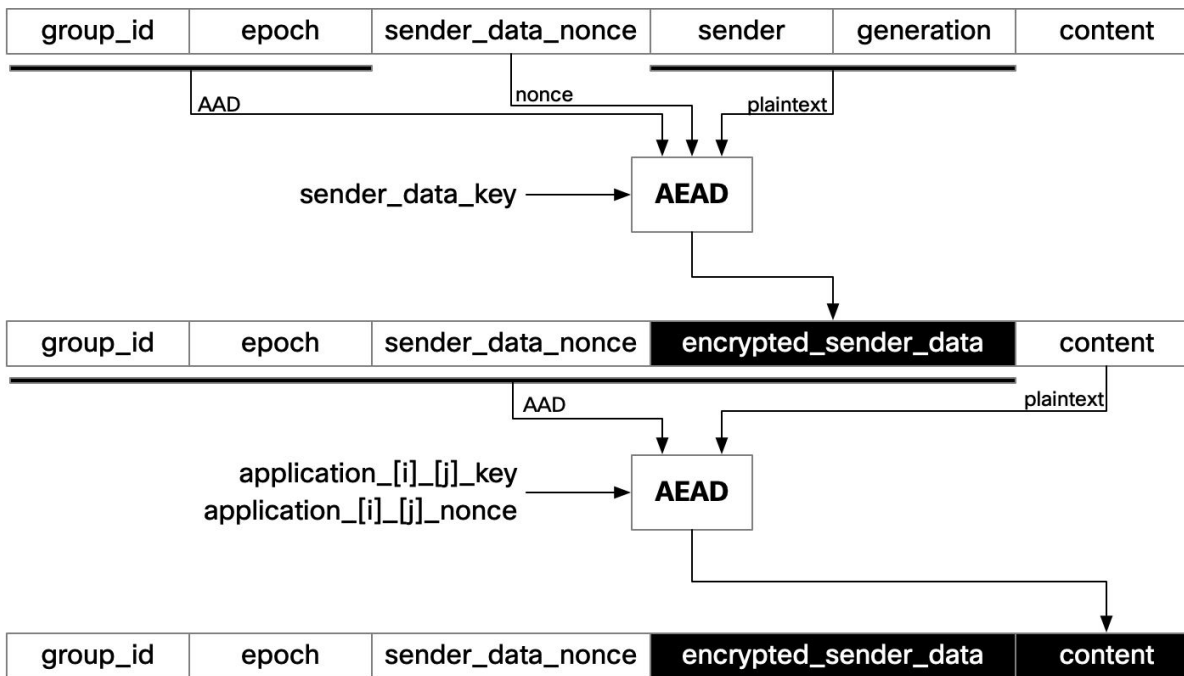 group_id epoch sender_data_nonce sender generation content
AAD nonce plaintext
sender_data_key AEAD
group_id epoch sender_data_nonce encrypted_sender_data content
AAD plaintext
application_[i]_[j]_key
AEAD
application_[i]_[j]_nonce
group_id epoch sender_data_nonce encrypted_sender_data content